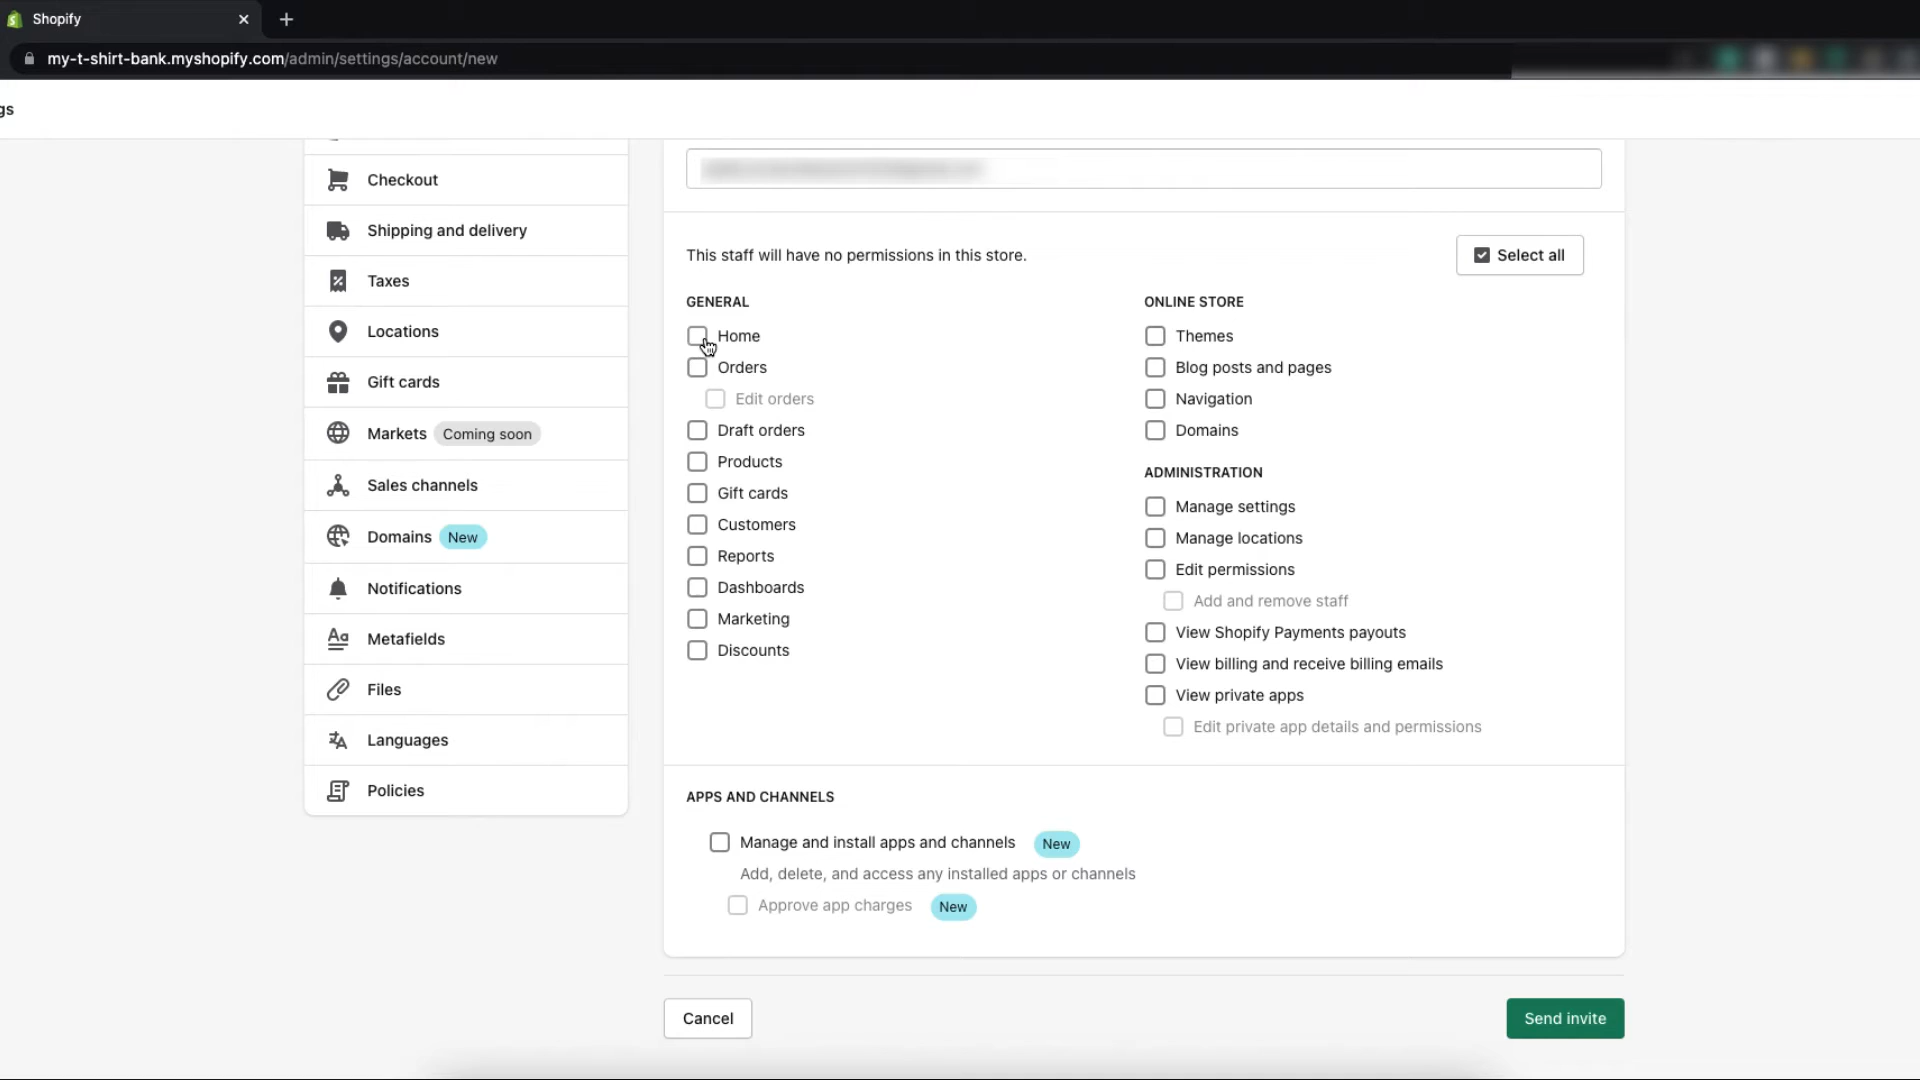 Shopify
my-t-shirt-bank.myshopify.com/admin/settings/account/new
gs
Checkout
Shipping and delivery
Taxes
Locations
Gift cards
Markets Coming soon
Sales channels
Domains New
Notifications
Metafields
Files
Languages
Policies
This staff will have no permissions in this store.
Select all
GENERAL
Home
Orders
Edit orders
Draft orders
Products
Gift cards
Customers
Reports
Dashboards
Marketing
Discounts
ONLINE STORE
Themes
Blog posts and pages
Navigation
Domains
ADMINISTRATION
Manage settings
Manage locations
Edit permissions
Add and remove staff
View Shopify Payments payouts
View billing and receive billing emails
View private apps
Edit private app details and permissions
APPS AND CHANNELS
Manage and install apps and channels New
Add, delete, and access any installed apps or channels
Approve app charges New
Cancel
Send invite